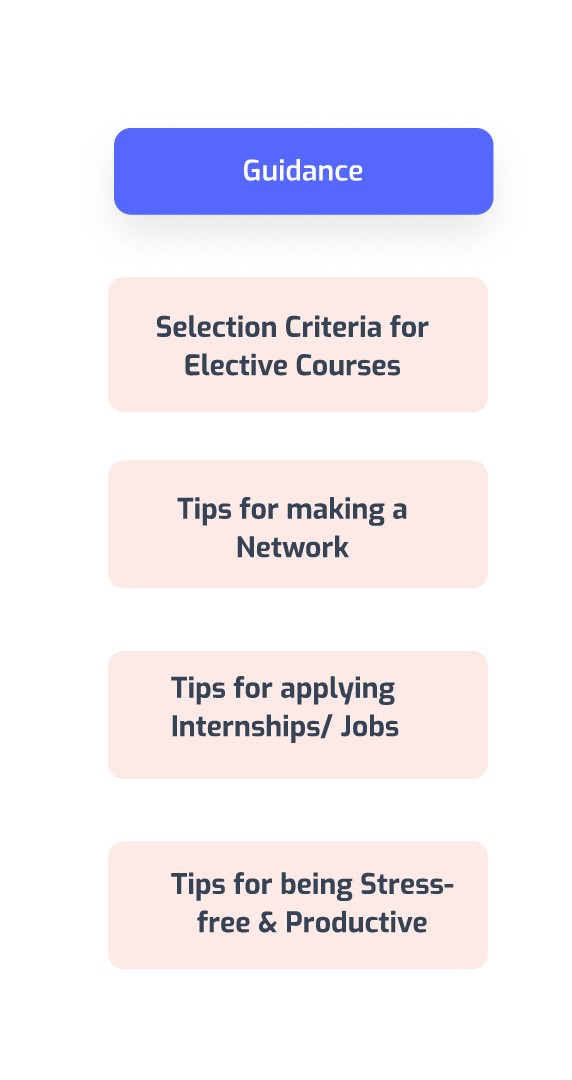 Guidance
Selection Criteria for
Elective Courses
Tips for making a
Network
Tips for applying
Internships/ Jobs
Tips for being Stress-
free & Productive